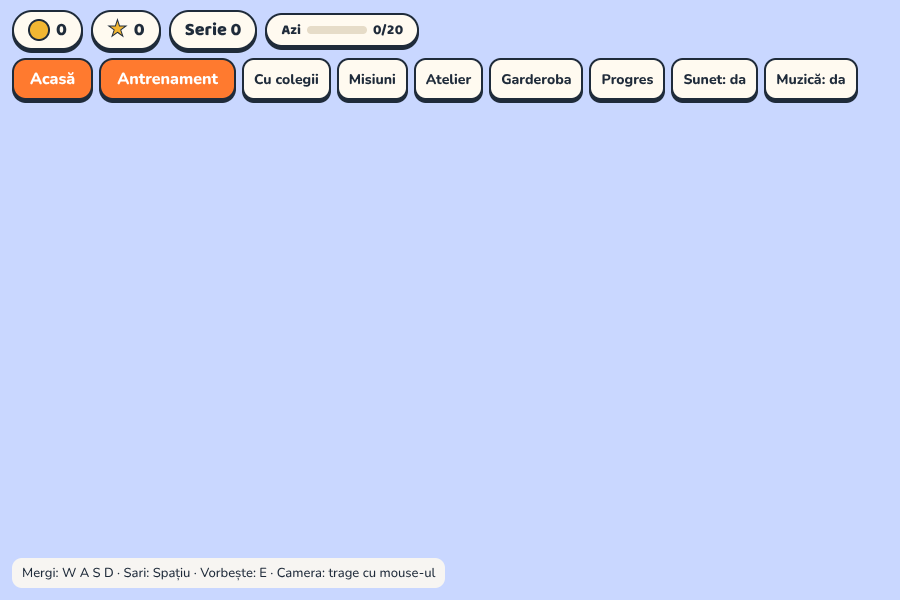 0 0 Serie 0 Azi 0/20
Acasă Antrenament Cu colegii Misiuni Atelier Garderoba Progres Sunet: da Muzică: da
Mergi: W A S D · Sari: Spațiu · Vorbește: E · Camera: trage cu mouse-ul